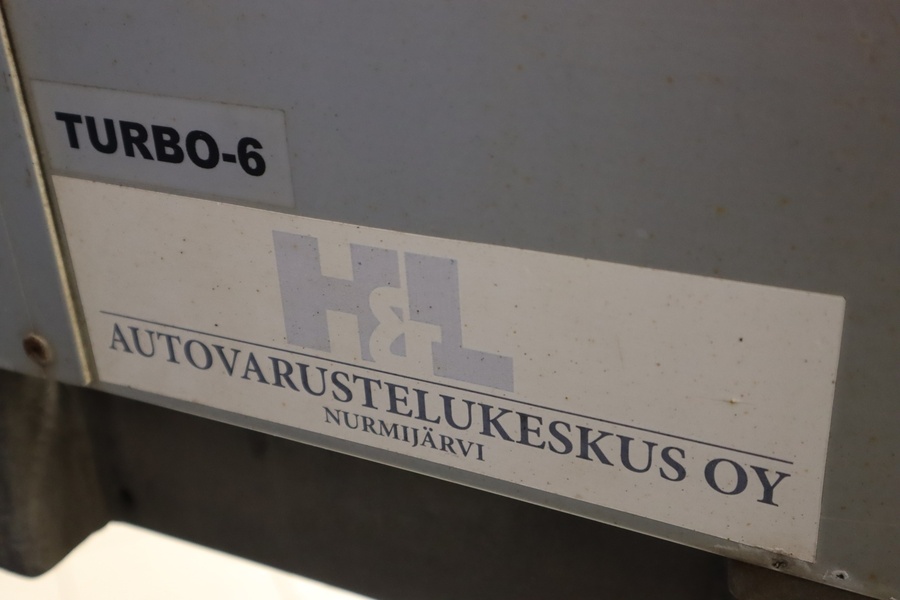 TURBO-6
H&L
AUTOVARUSTELUKESKUS OY
NURMIJÄRVI